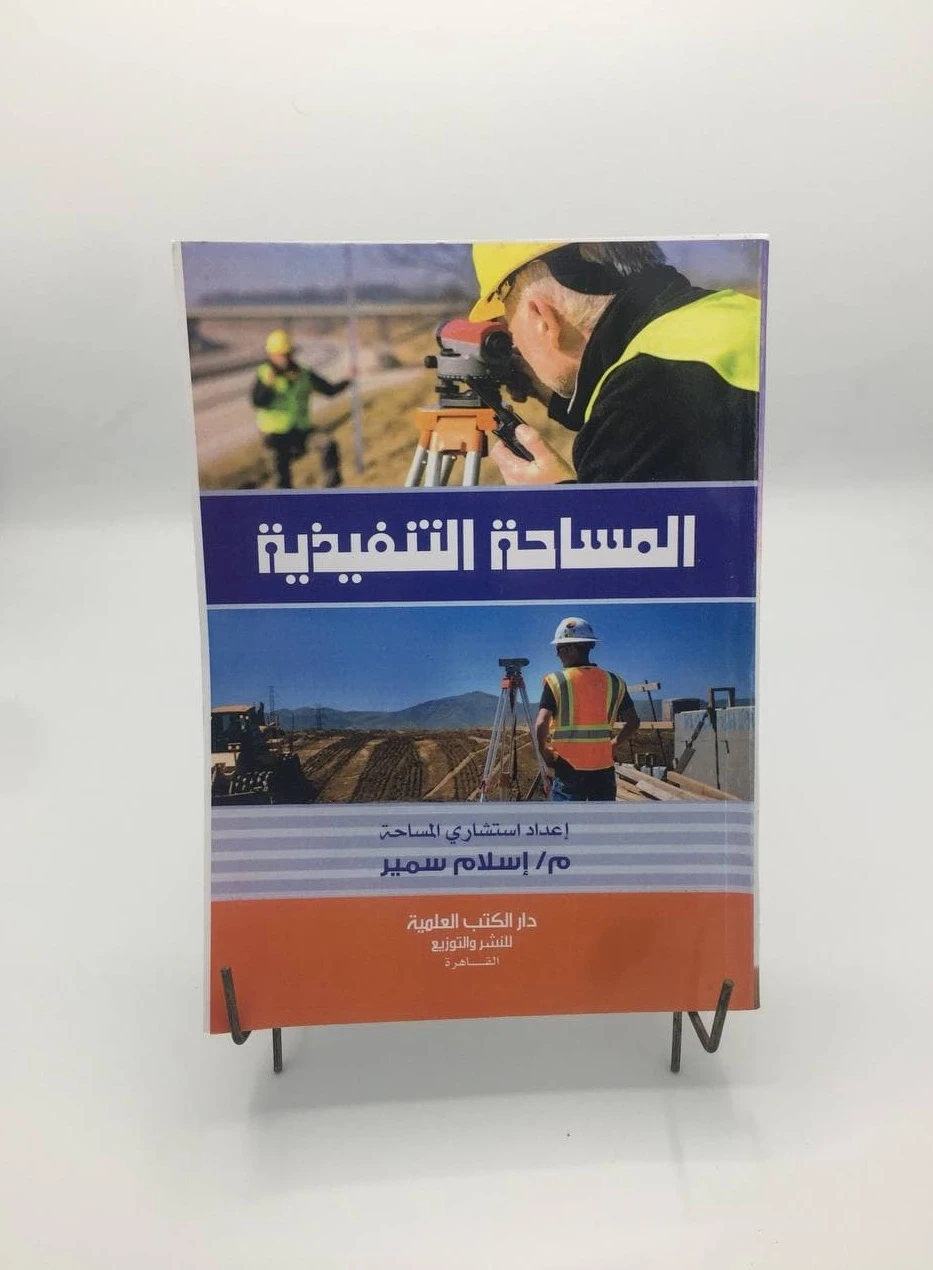 المساحة التنفيذية
إعداد استشاري المساحة
م/ إسلام سمير
دار الكتب العلمية
للنشر والتوزيع
القاهرة